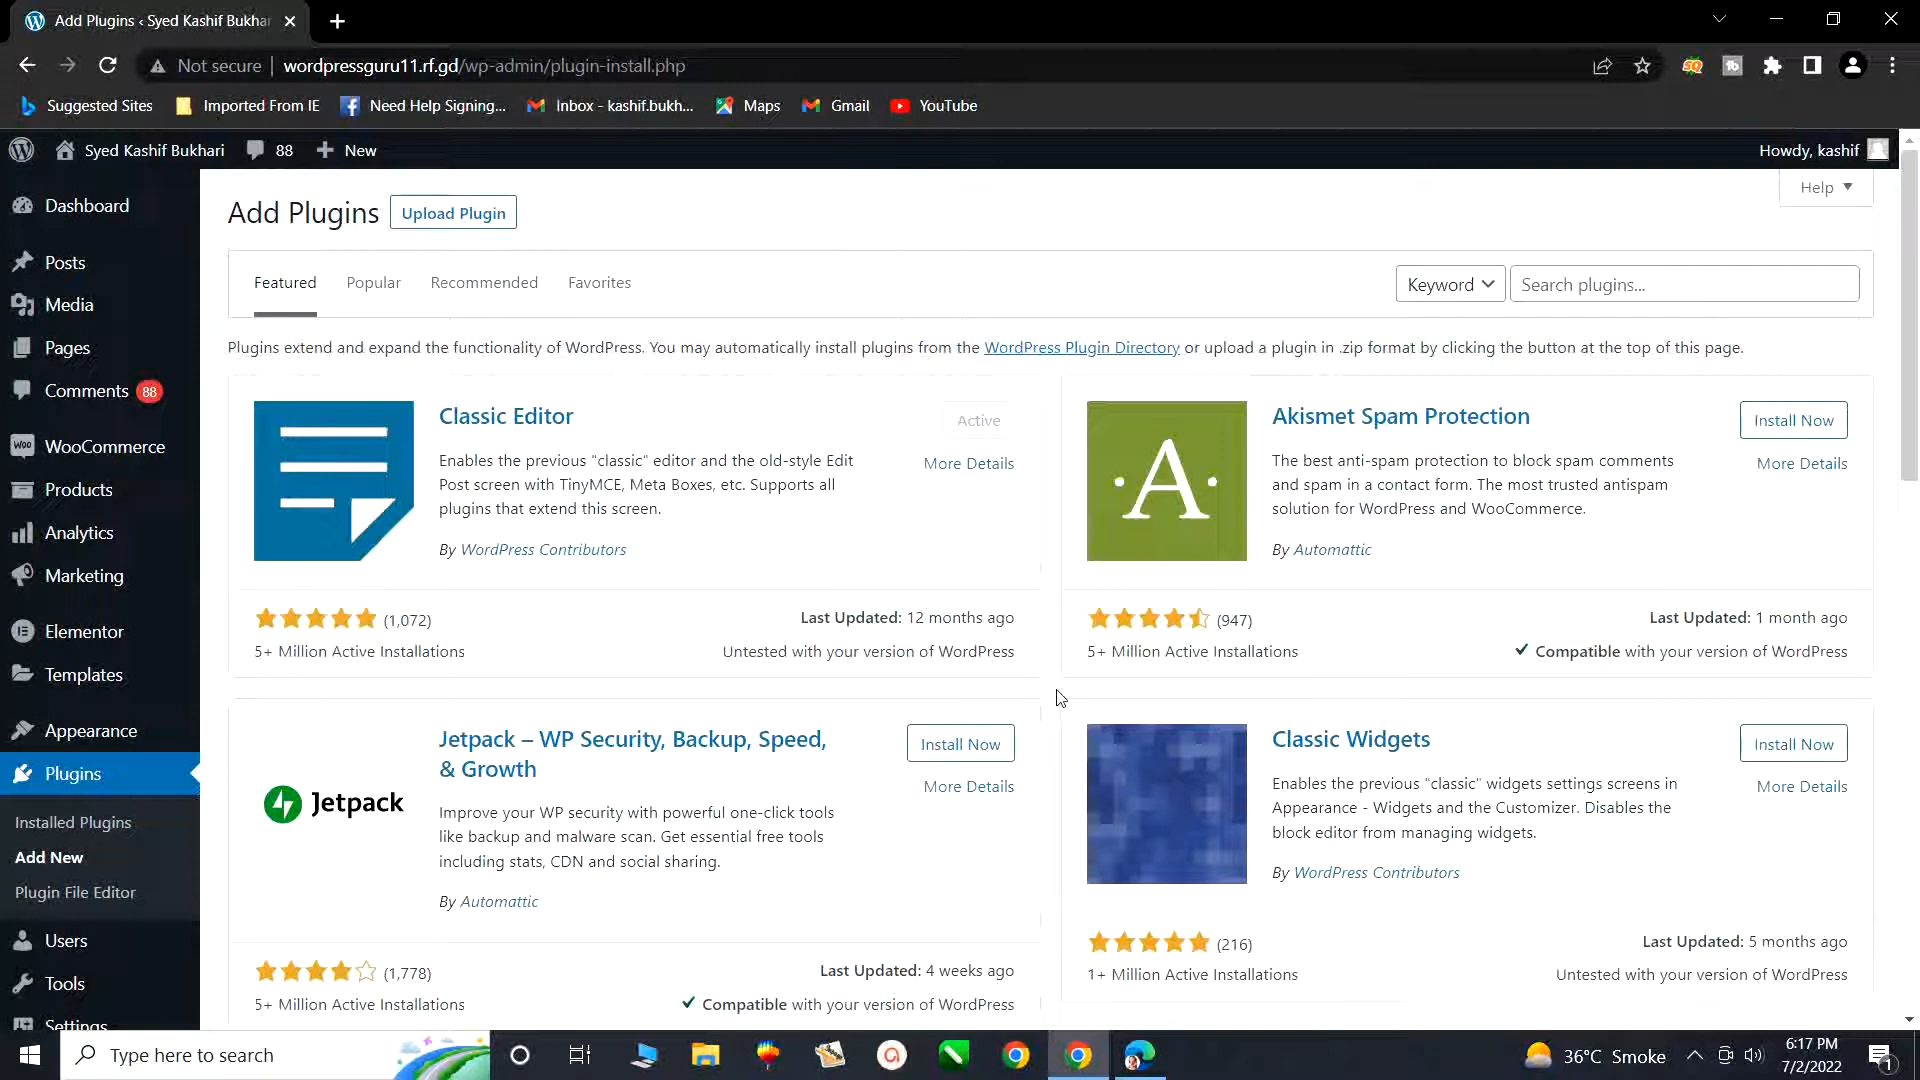 Add Plugins ‹ Syed Kashif Bukha
Not secure
wordpressguru11.rf.gd/wp-admin/plugin-install.php
Suggested Sites
Imported From IE
Need Help Signing...
Inbox - kashif.bukh...
Maps
Gmail
YouTube
Syed Kashif Bukhari
88
New
Howdy, kashif
Dashboard
Posts
Media
Pages
Comments 88
WooCommerce
Products
Analytics
Marketing
Elementor
Templates
Appearance
Plugins
Installed Plugins
Add New
Plugin File Editor
Users
Tools
Settings
Add Plugins
Upload Plugin
Help
Featured
Popular
Recommended
Favorites
Keyword
Search plugins...
Plugins extend and expand the functionality of WordPress. You may automatically install plugins from the WordPress Plugin Directory or upload a plugin in .zip format by clicking the button at the top of this page.
Classic Editor
Active
More Details
Enables the previous "classic" editor and the old-style Edit
Post screen with TinyMCE, Meta Boxes, etc. Supports all
plugins that extend this screen.
By WordPress Contributors
(1,072)
Last Updated: 12 months ago
5+ Million Active Installations
Untested with your version of WordPress
A
Akismet Spam Protection
Install Now
More Details
The best anti-spam protection to block spam comments
and spam in a contact form. The most trusted antispam
solution for WordPress and WooCommerce.
By Automattic
(947)
Last Updated: 1 month ago
5+ Million Active Installations
Compatible with your version of WordPress
Jetpack
Jetpack – WP Security, Backup, Speed,
& Growth
Install Now
More Details
Improve your WP security with powerful one-click tools
like backup and malware scan. Get essential free tools
including stats, CDN and social sharing.
By Automattic
(1,778)
Last Updated: 4 weeks ago
5+ Million Active Installations
Compatible with your version of WordPress
Classic Widgets
Install Now
More Details
Enables the previous "classic" widgets settings screens in
Appearance - Widgets and the Customizer. Disables the
block editor from managing widgets.
By WordPress Contributors
(216)
Last Updated: 5 months ago
1+ Million Active Installations
Untested with your version of WordPress
Type here to search
36°C Smoke
6:17 PM
7/2/2022
1